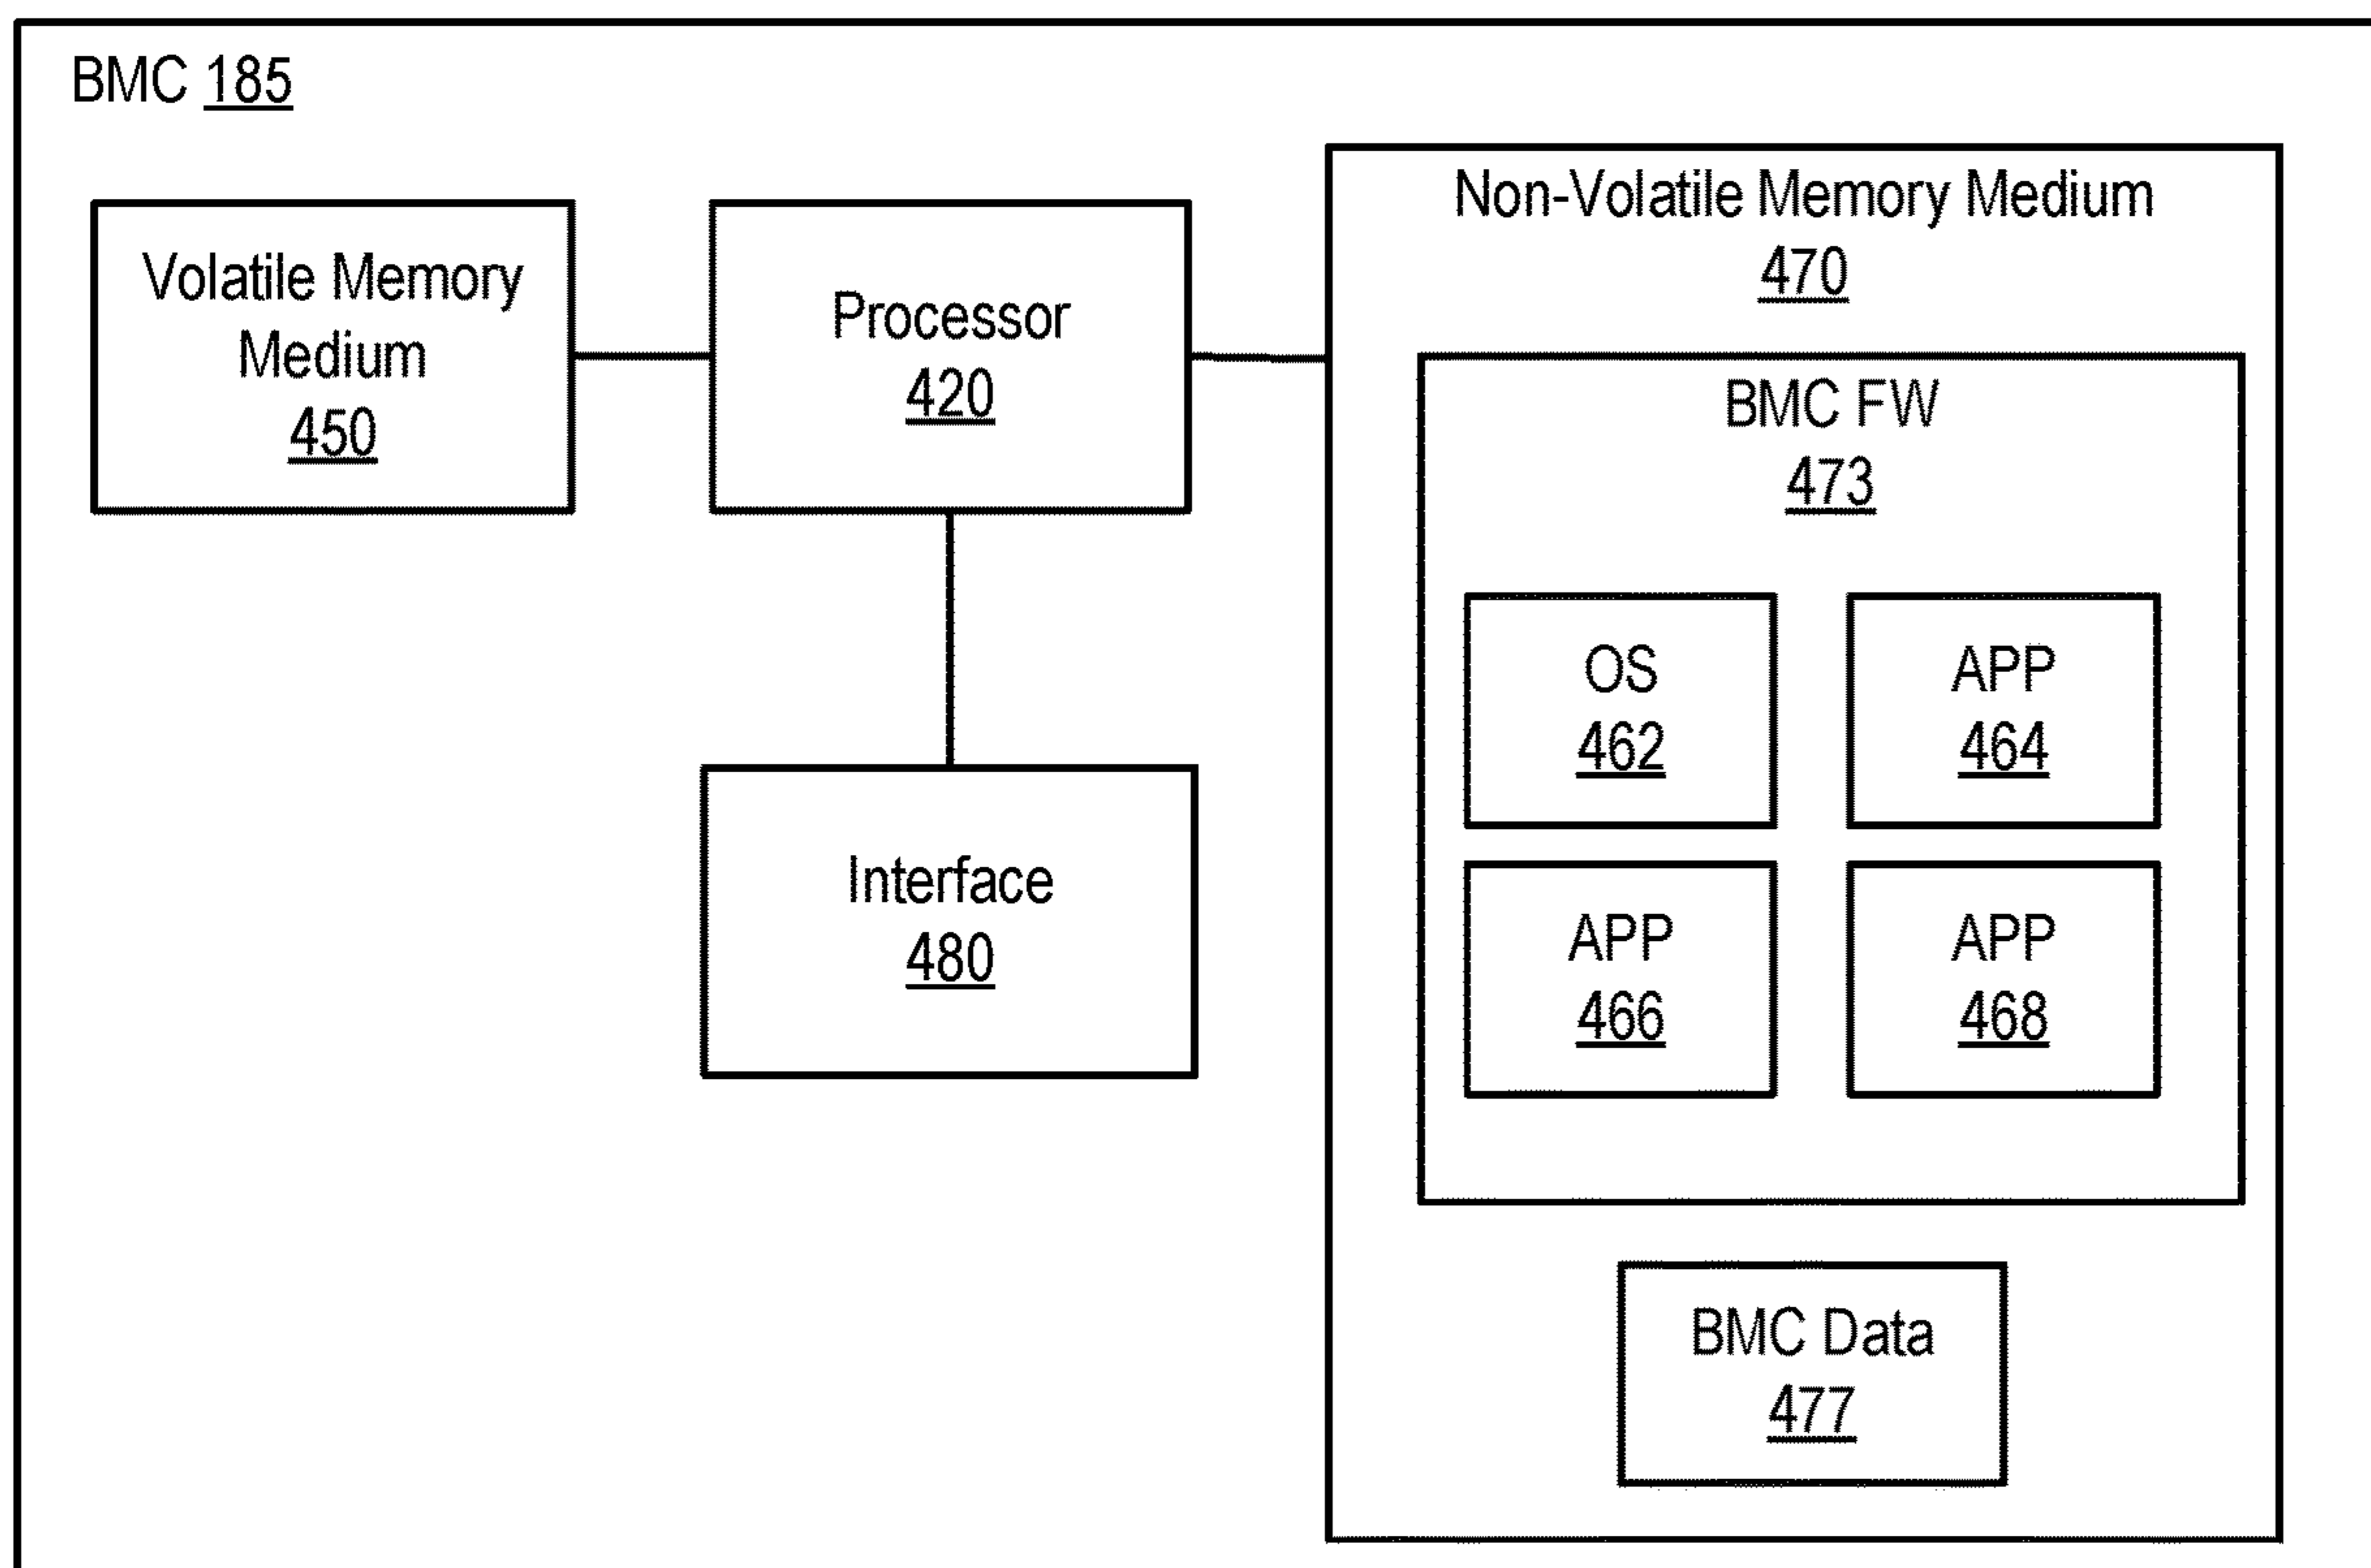 BMC 185
Volatile Memory
Medium
450
Processor
420
Interface
480
Non-Volatile Memory Medium
470
BMC FW
473
OS
462
APP
464
APP
466
APP
468
BMC Data
477